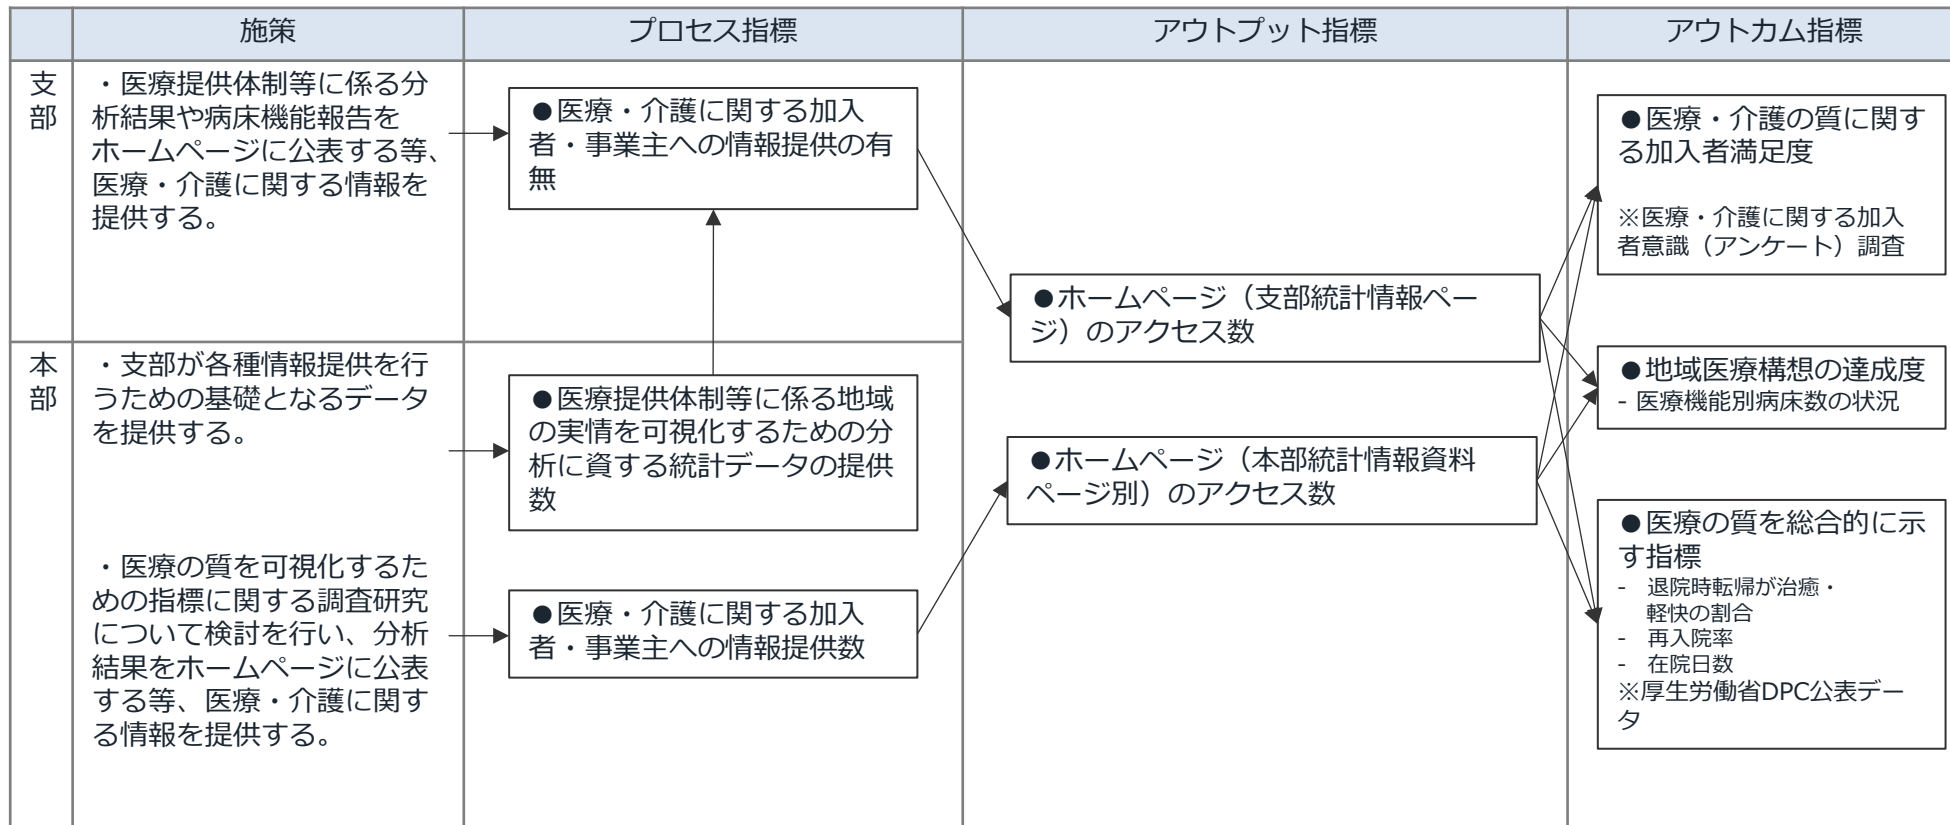 施策
プロセス指標
アウトプット指標
アウトカム指標
支
部
・医療提供体制等に係る分
析結果や病床機能報告を
ホームページに公表する等、
医療・介護に関する情報を
提供する。
●医療・介護に関する加入
者・事業主への情報提供の有
無
●ホームページ（支部統計情報ペー
ジ）のアクセス数
●医療・介護の質に関す
る加入者満足度
※医療・介護に関する加入
者意識（アンケート）調査
本
部
・支部が各種情報提供を行
うための基礎となるデータ
を提供する。
●医療提供体制等に係る地域
の実情を可視化するための分
析に資する統計データの提供
数
●ホームページ（本部統計情報資料
ページ別）のアクセス数
●地域医療構想の達成度
- 医療機能別病床数の状況
・医療の質を可視化するた
めの指標に関する調査研究
について検討を行い、分析
結果をホームページに公表
する等、医療・介護に関す
る情報を提供する。
●医療・介護に関する加入
者・事業主への情報提供数
●医療の質を総合的に示
す指標
- 退院時転帰が治癒・
軽快の割合
- 再入院率
- 在院日数
※厚生労働省DPC公表デー
タ